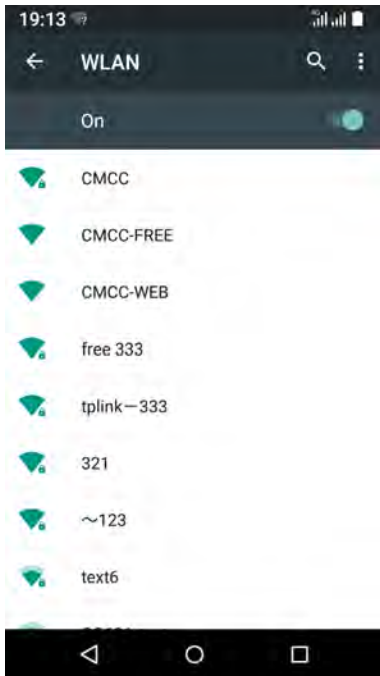 19:13
WLAN
On
CMCC
CMCC-FREE
CMCC-WEB
free 333
tplink—333
321
～123
text6